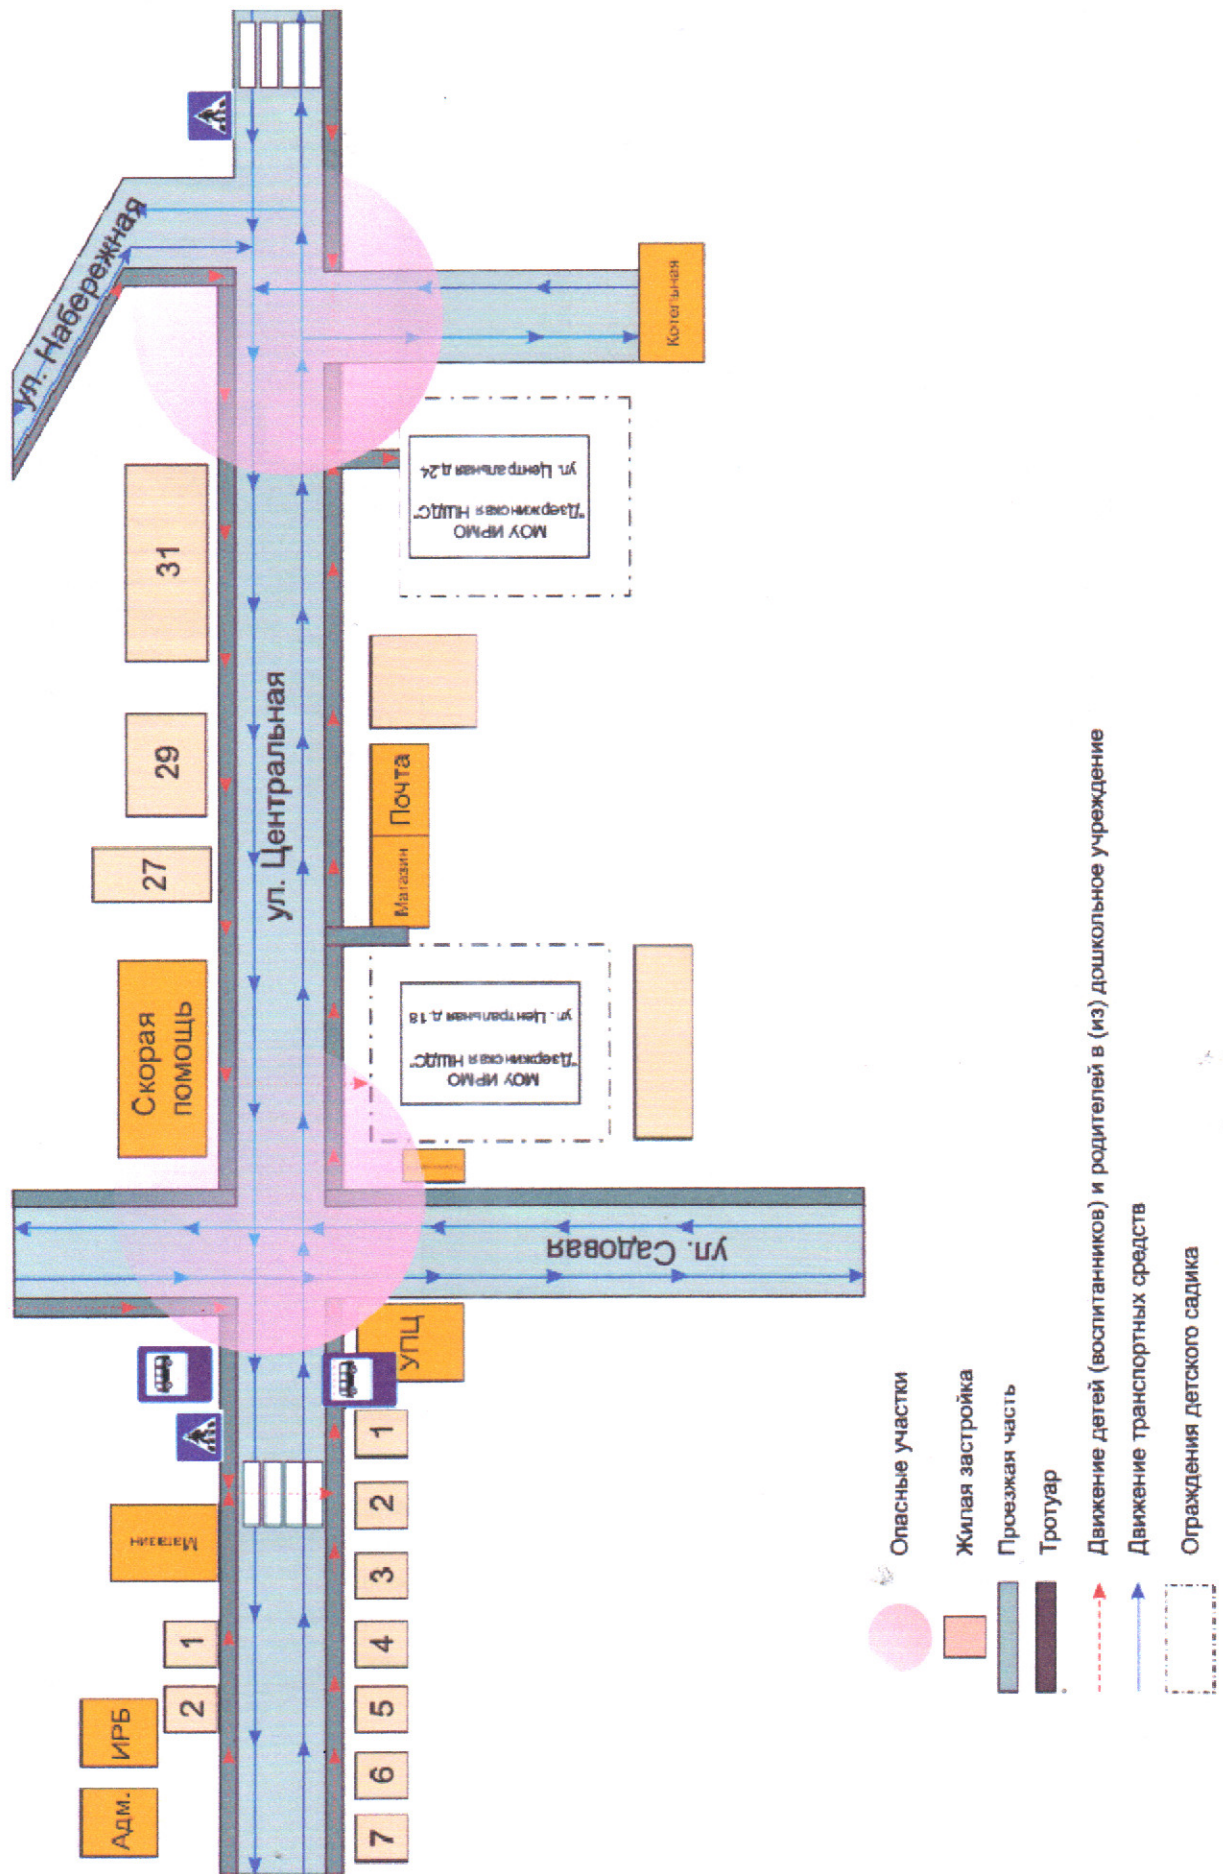 ул. Набережная
31
29
27
Скорая
помощь
Магазин
1
2
ИРБ
Адм.
ул. Центральная
Котельная
МОУ ИРМО
"Дзержинская НШДС"
ул. Центральная д.24
Почта
Магазин
МОУ ИРМО
"Дзержинская НШДС"
ул. Центральная д.18
ул. Садовая
УПЦ
1
2
3
4
5
6
7
Опасные участки
Жилая застройка
Проезжая часть
Тротуар
Движение детей (воспитанников) и родителей в (из) дошкольное учреждение
Движение транспортных средств
Ограждения детского садика